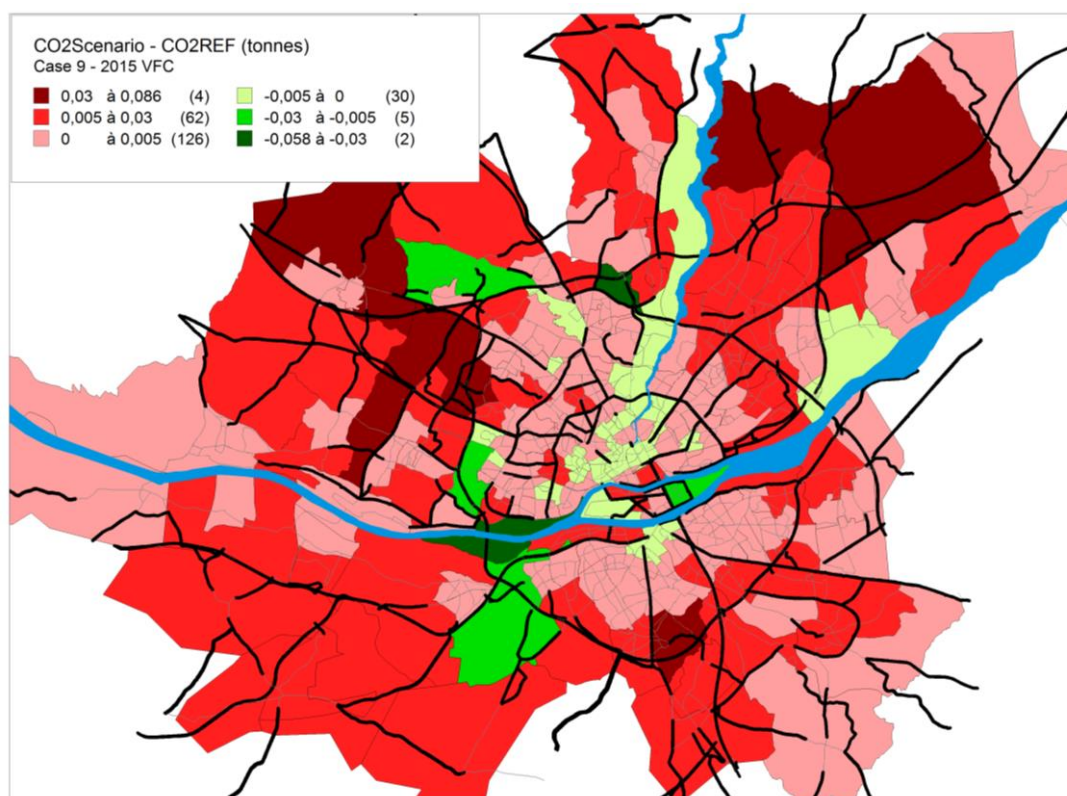 CO2Scenario - CO2REF (tonnes)
Case 9 - 2015 VFC
0,03 à 0,086 (4)
0,005 à 0,03 (62)
0 à 0,005 (126)
-0,005 à 0 (30)
-0,03 à -0,005 (5)
-0,058 à -0,03 (2)